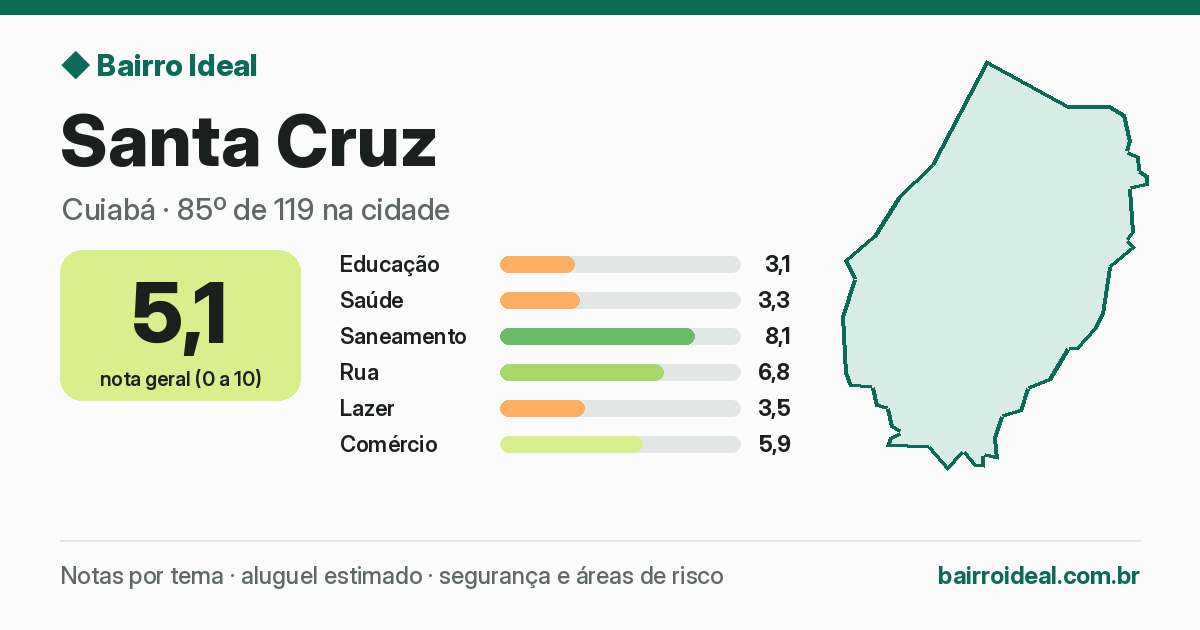 Bairro Ideal
Santa Cruz
Cuiabá · 85º de 119 na cidade
5,1
nota geral (0 a 10)
Educação 3,1
Saúde 3,3
Saneamento 8,1
Rua 6,8
Lazer 3,5
Comércio 5,9
Notas por tema · aluguel estimado · segurança e áreas de risco
bairroideal.com.br